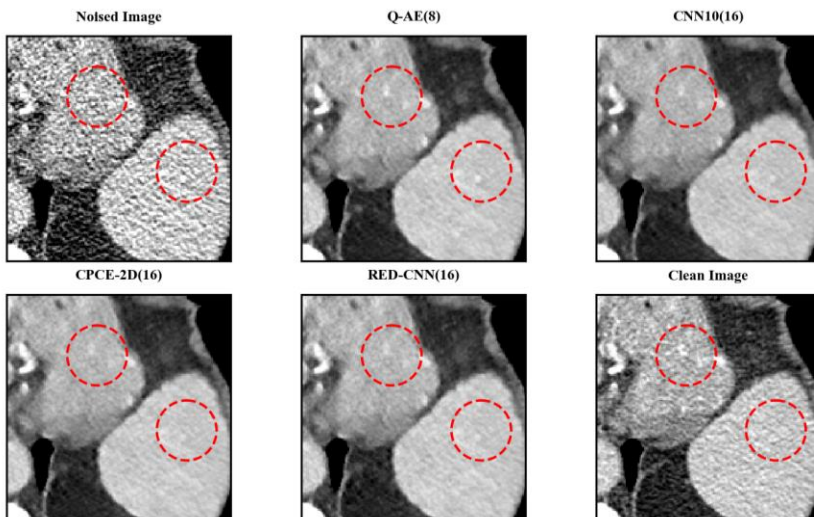 Noised Image
Q-AE(8)
CNN10(16)
CPCE-2D(16)
RED-CNN(16)
Clean Image